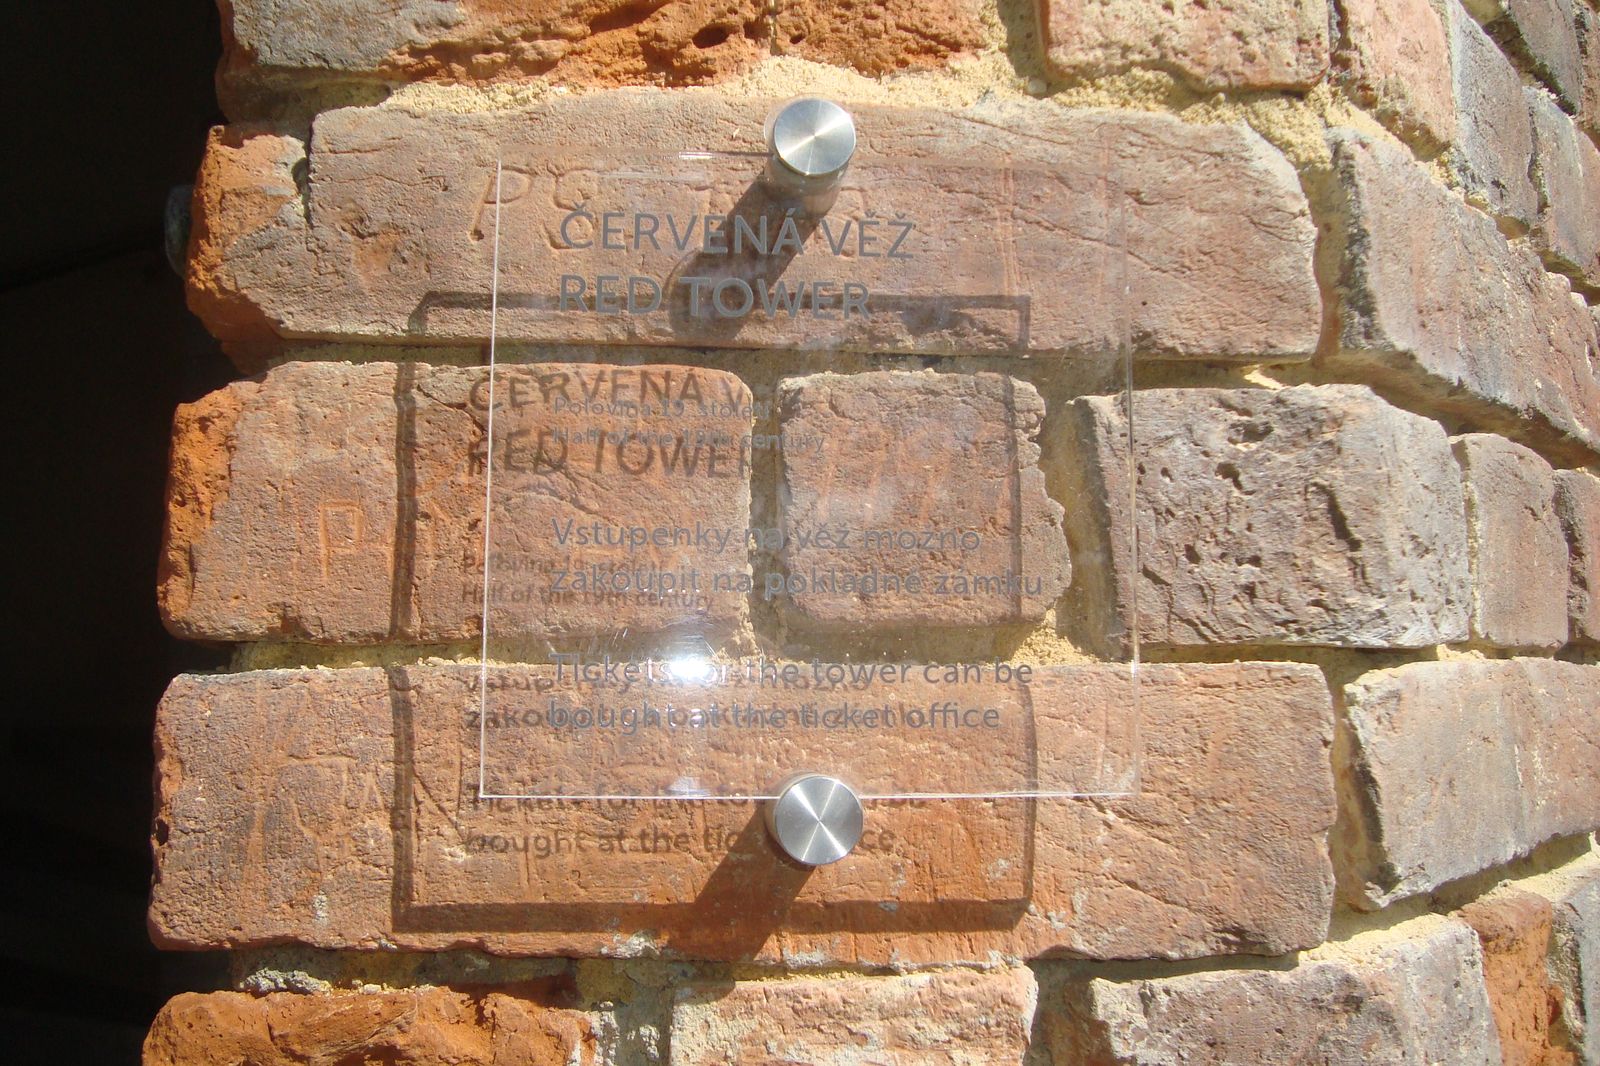 ČERVENÁ VĚŽ
RED TOWER
Polovina 19. století
Half of the 19th century
Vstupenky na věž možno
zakoupit na pokladně zámku
Tickets for the tower can be
bought at the ticket office